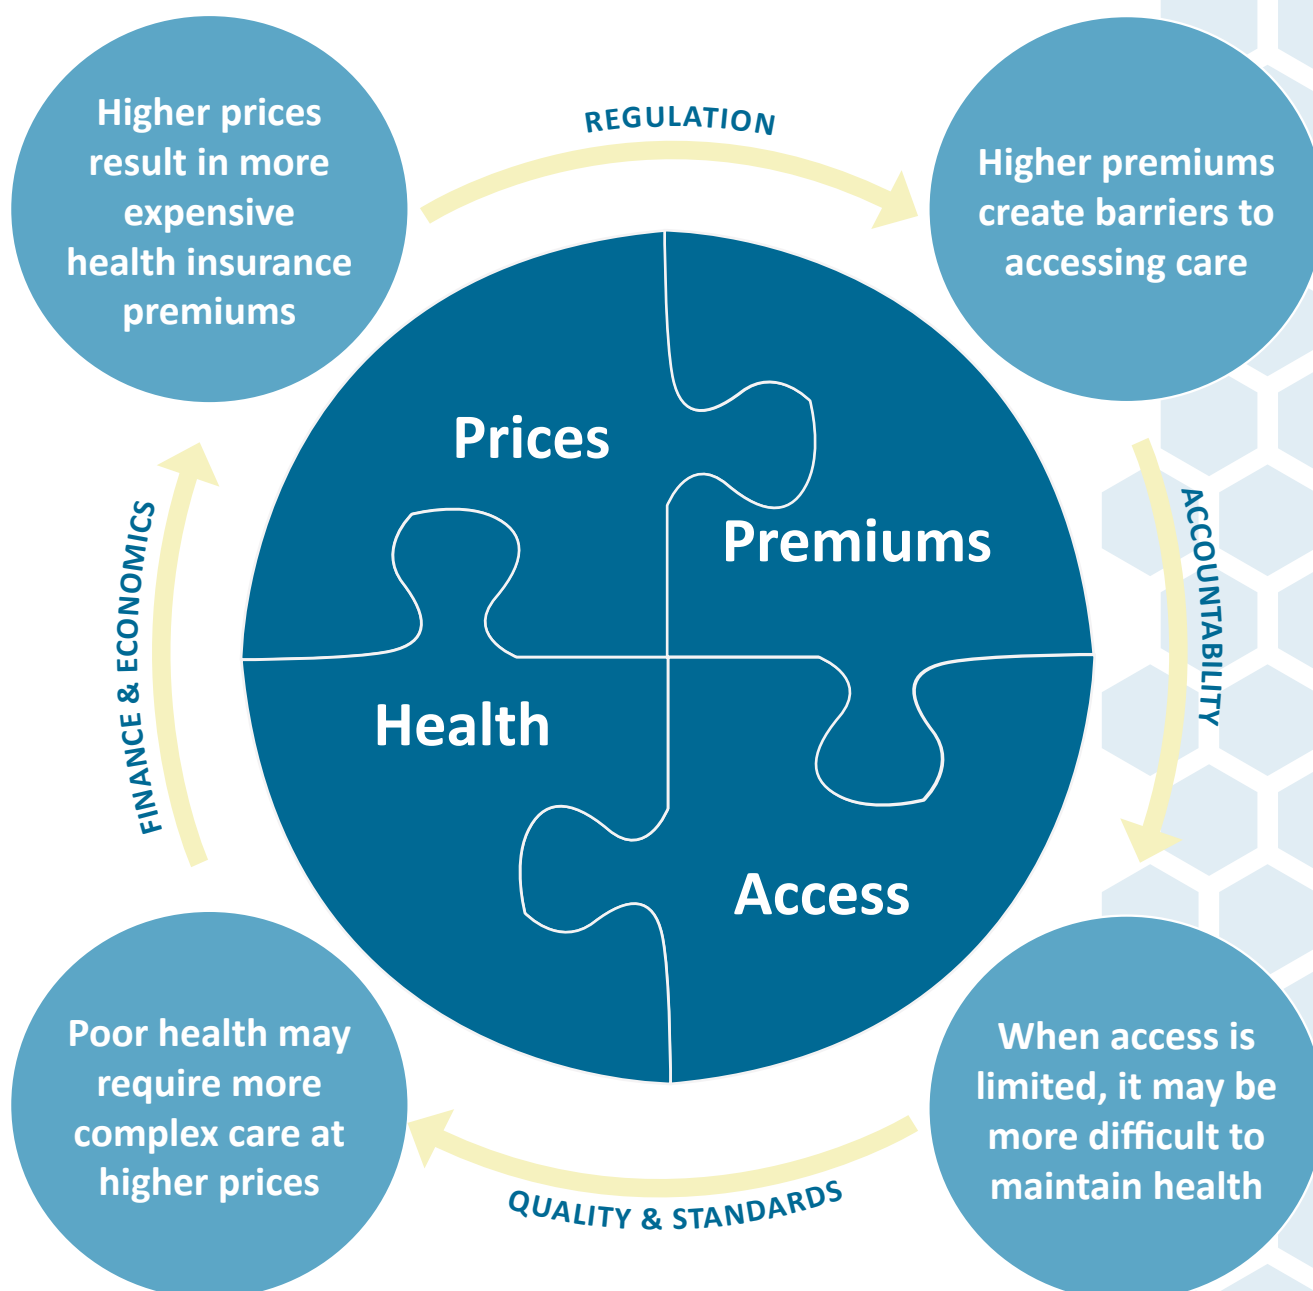 Higher prices
result in more
expensive
health insurance
premiums
REGULATION
Higher premiums
create barriers to
accessing care
Prices
Premiums
FINANCE & ECONOMICS
ACCOUNTABILITY
Health
Access
Poor health may
require more
complex care at
higher prices
QUALITY & STANDARDS
When access is
limited, it may be
more difficult to
maintain health